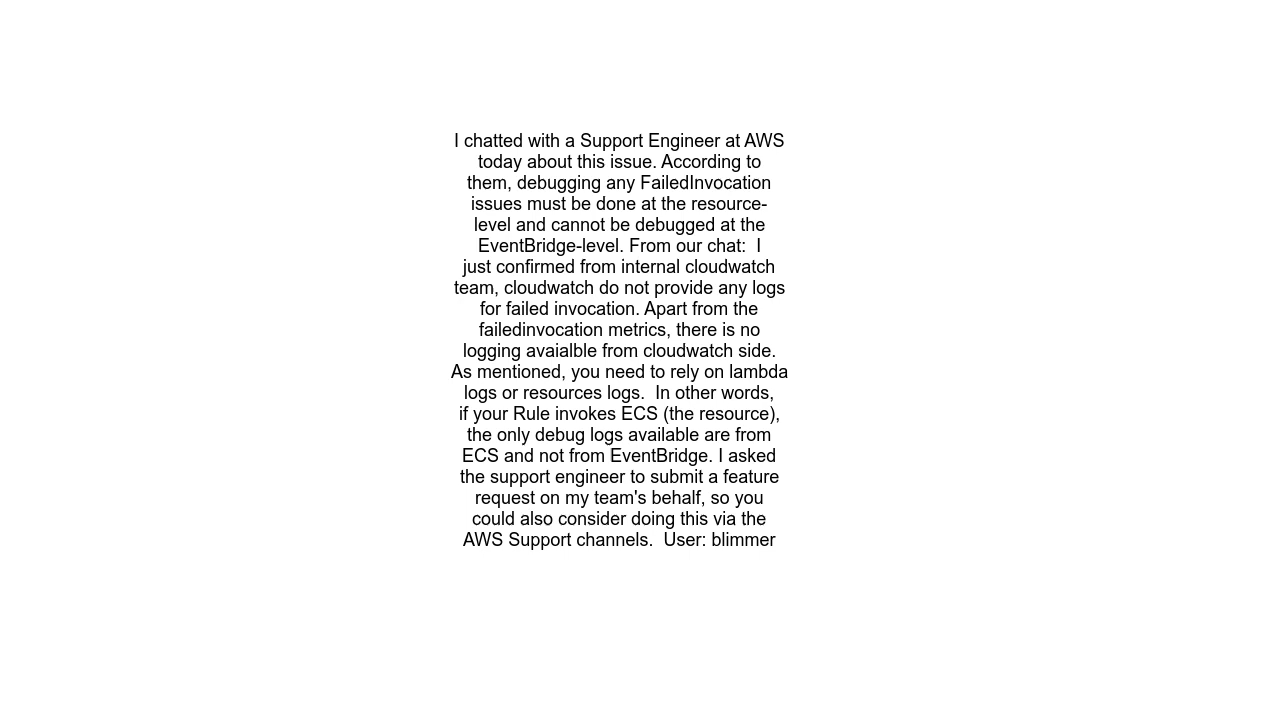 I chatted with a Support Engineer at AWS
today about this issue. According to
them, debugging any FailedInvocation
issues must be done at the resource-
level and cannot be debugged at the
EventBridge-level. From our chat:  I
just confirmed from internal cloudwatch
team, cloudwatch do not provide any logs
for failed invocation. Apart from the
failedinvocation metrics, there is no
logging avaialble from cloudwatch side.
As mentioned, you need to rely on lambda
logs or resources logs.  In other words,
if your Rule invokes ECS (the resource),
the only debug logs available are from
ECS and not from EventBridge. I asked
the support engineer to submit a feature
request on my team's behalf, so you
could also consider doing this via the
AWS Support channels.  User: blimmer